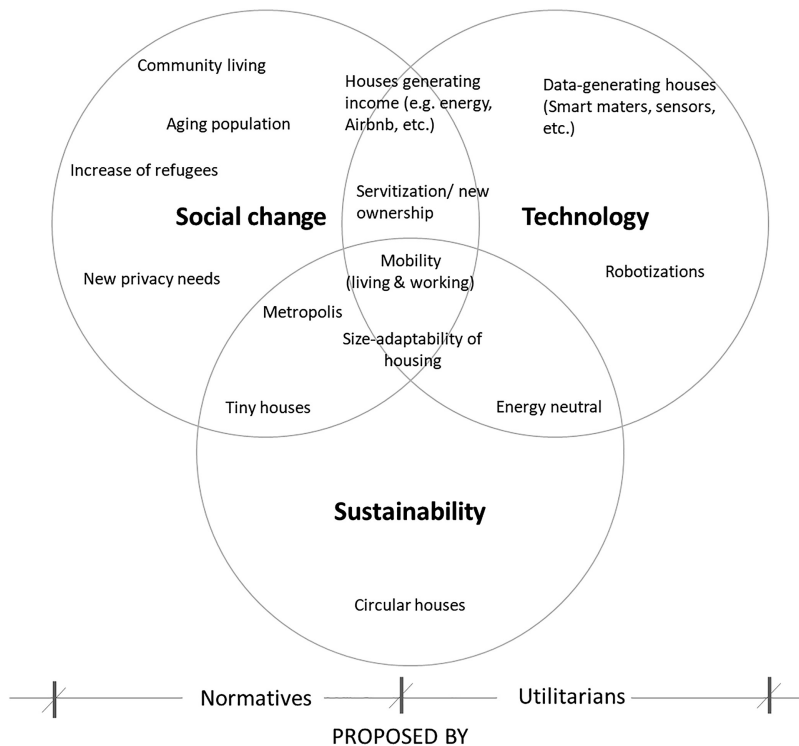 Community living
Houses generating
income (e.g. energy,
Airbnb, etc.)
Data-generating houses
(Smart maters, sensors,
etc.)
Aging population
Increase of refugees
Servitization/ new
ownership
Social change
Technology
Mobility
(living & working)
New privacy needs
Robotizations
Metropolis
Size-adaptability of
housing
Tiny houses
Energy neutral
Sustainability
Circular houses
Normatives
Utilitarians
PROPOSED BY